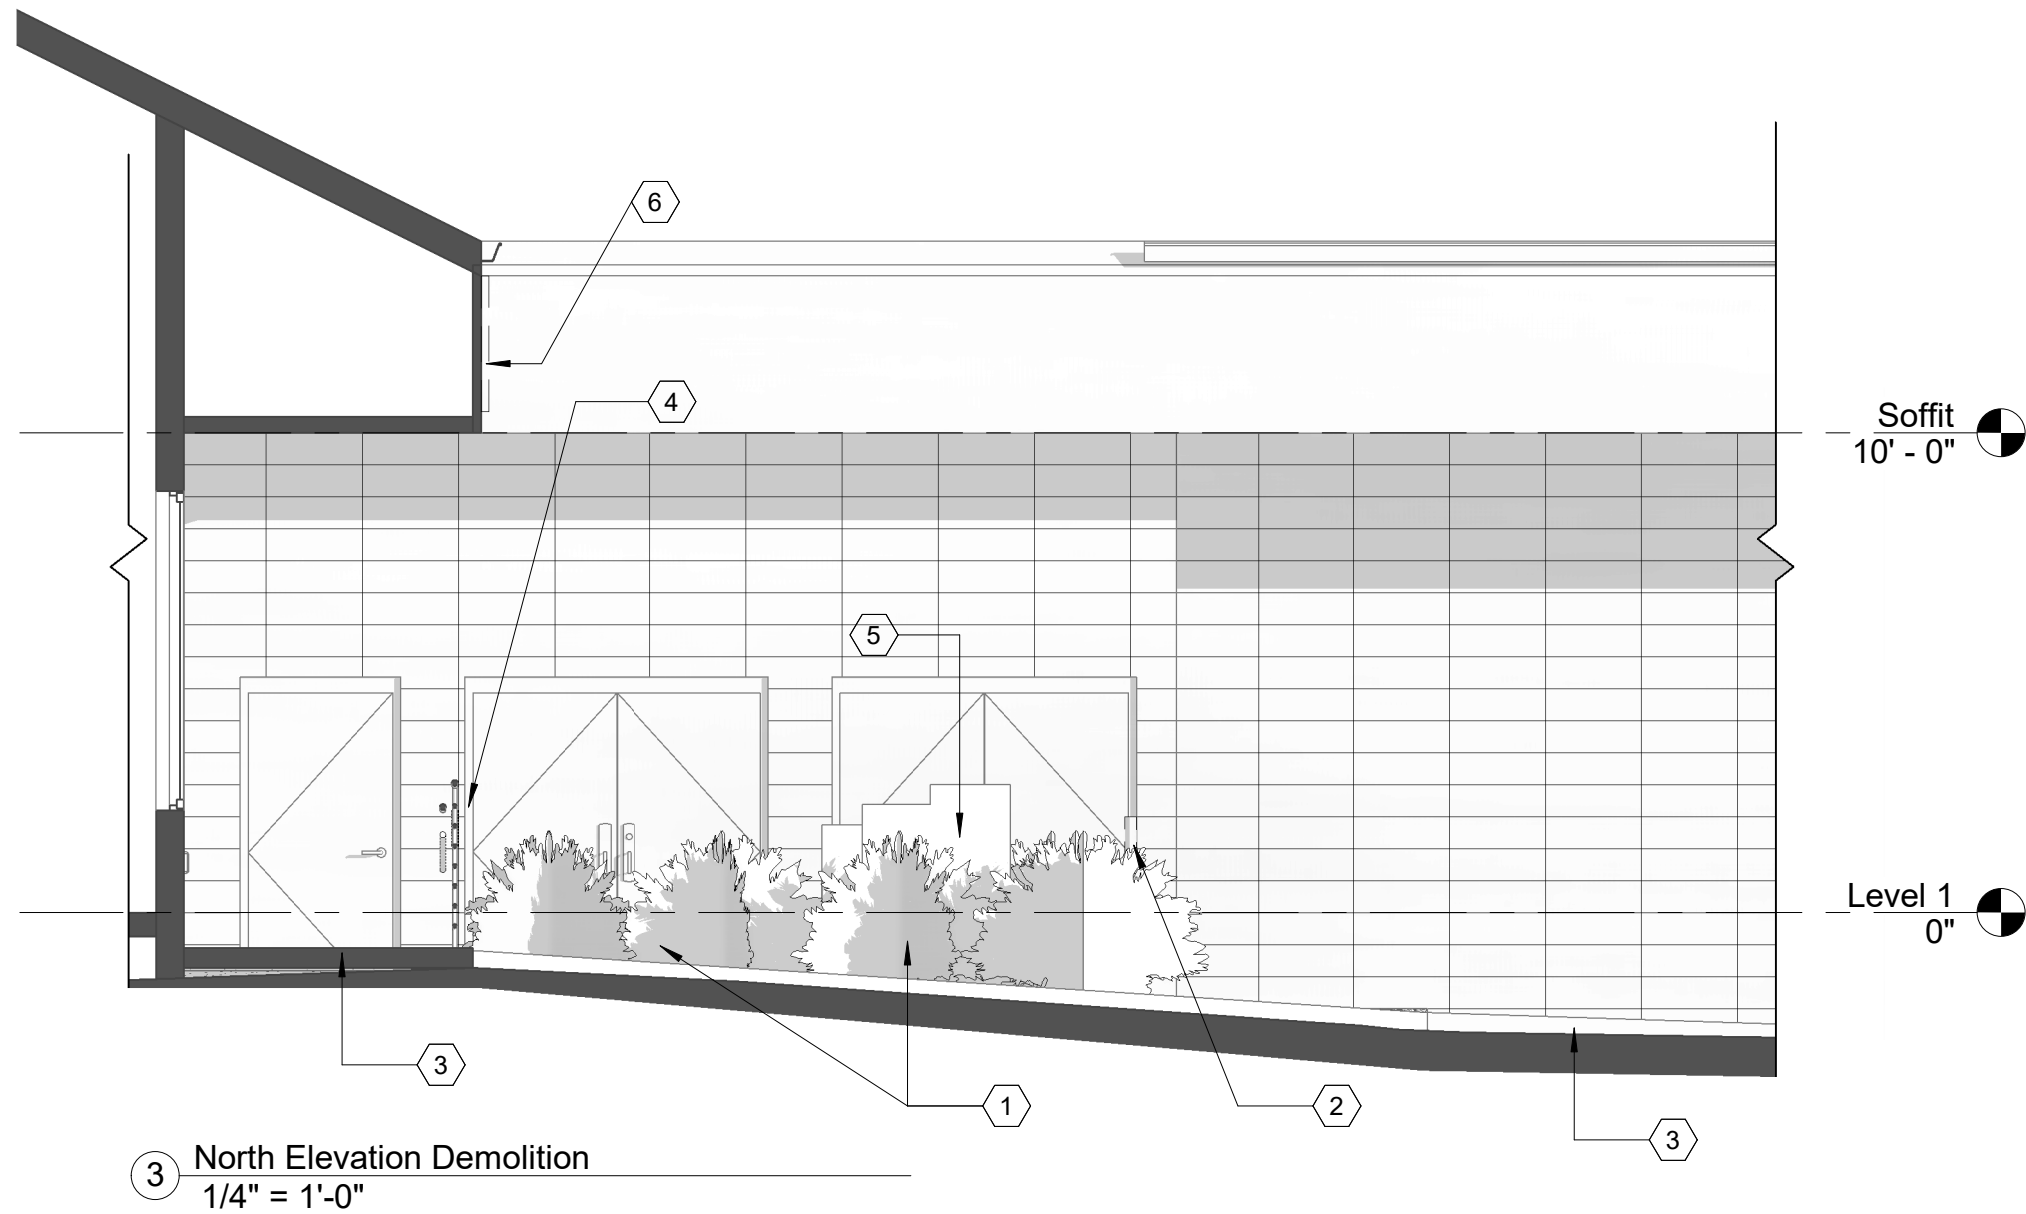 6
4
Soffit
10' - 0"
5
Level 1
0"
3
1
2
3
3
North Elevation Demolition
1/4" = 1'-0"